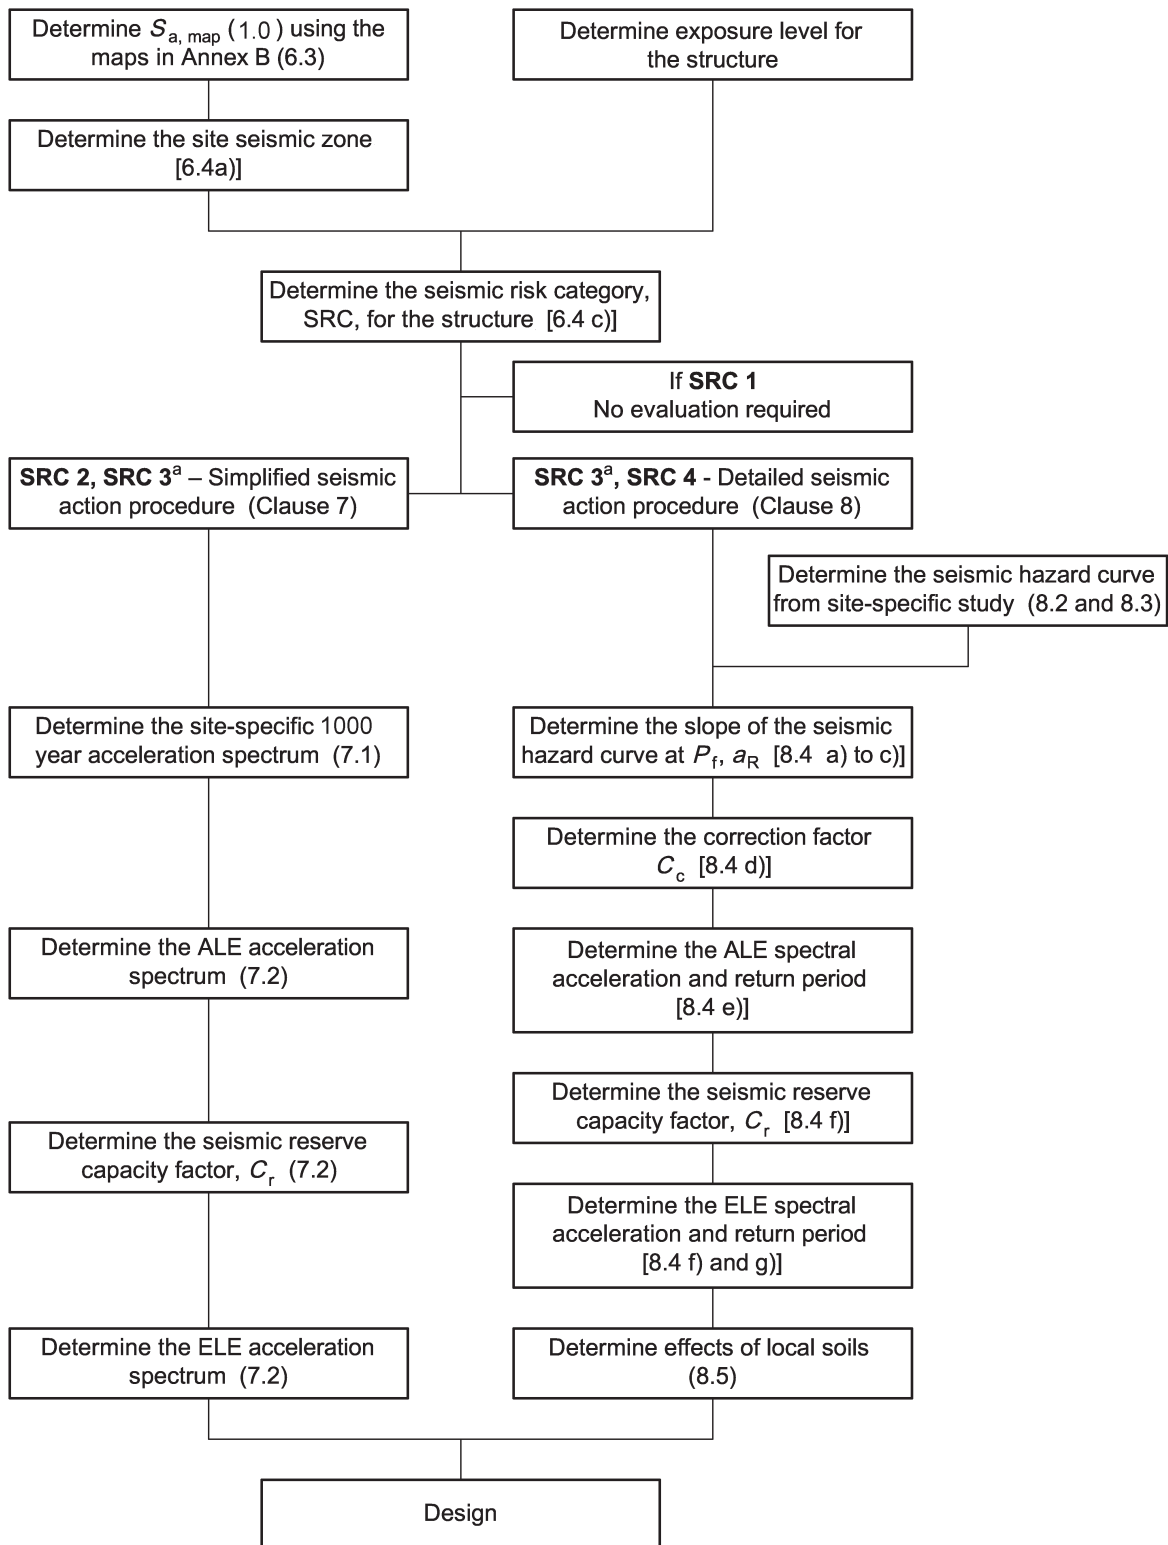 Determine Sa, map (1.0) using the
maps in Annex B (6.3)
Determine exposure level for
the structure
Determine the site seismic zone
[6.4a)]
Determine the seismic risk category,
SRC, for the structure [6.4 c)]
If SRC 1
No evaluation required
SRC 2, SRC 3a – Simplified seismic
action procedure (Clause 7)
SRC 3a, SRC 4 - Detailed seismic
action procedure (Clause 8)
Determine the seismic hazard curve
from site-specific study (8.2 and 8.3)
Determine the site-specific 1000
year acceleration spectrum (7.1)
Determine the slope of the seismic
hazard curve at Pf, aR [8.4 a) to c)]
Determine the correction factor
Cc [8.4 d)]
Determine the ALE acceleration
spectrum (7.2)
Determine the ALE spectral
acceleration and return period
[8.4 e)]
Determine the seismic reserve
capacity factor, Cr [8.4 f)]
Determine the seismic reserve
capacity factor, Cr (7.2)
Determine the ELE spectral
acceleration and return period
[8.4 f) and g)]
Determine the ELE acceleration
spectrum (7.2)
Determine effects of local soils
(8.5)
Design